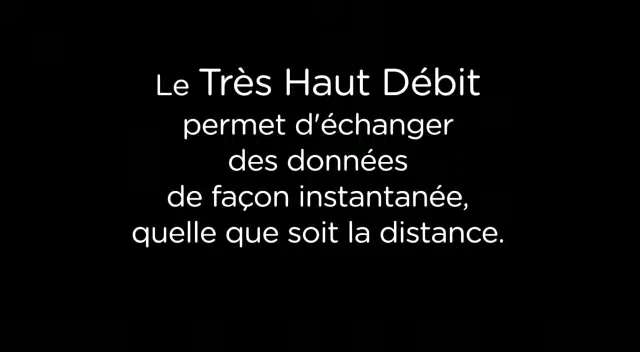 Le Très Haut Débit
permet d'échanger
des données
de façon instantanée,
quelle que soit la distance.